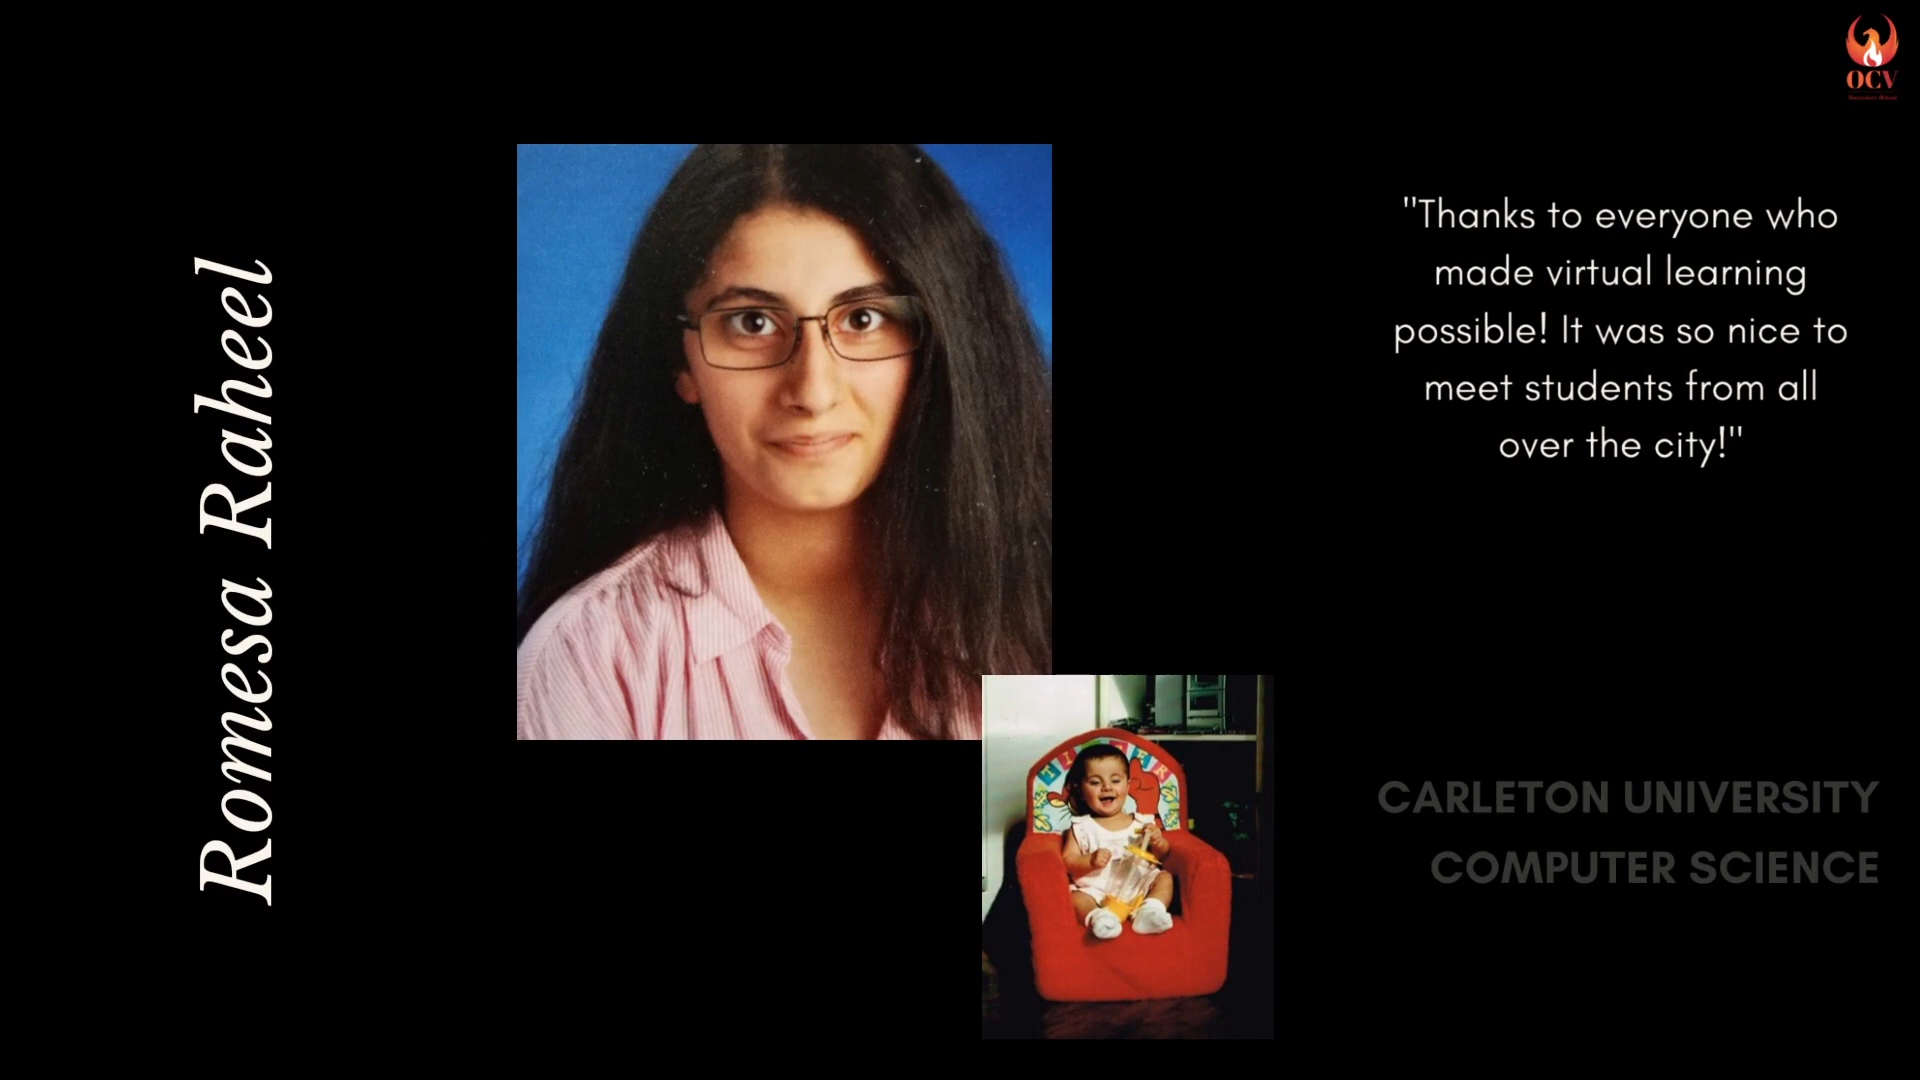 Romesa Raheel
OCV
"Thanks to everyone who
made virtual learning
possible! It was so nice to
meet students from all
over the city!"
CARLETON UNIVERSITY
COMPUTER SCIENCE